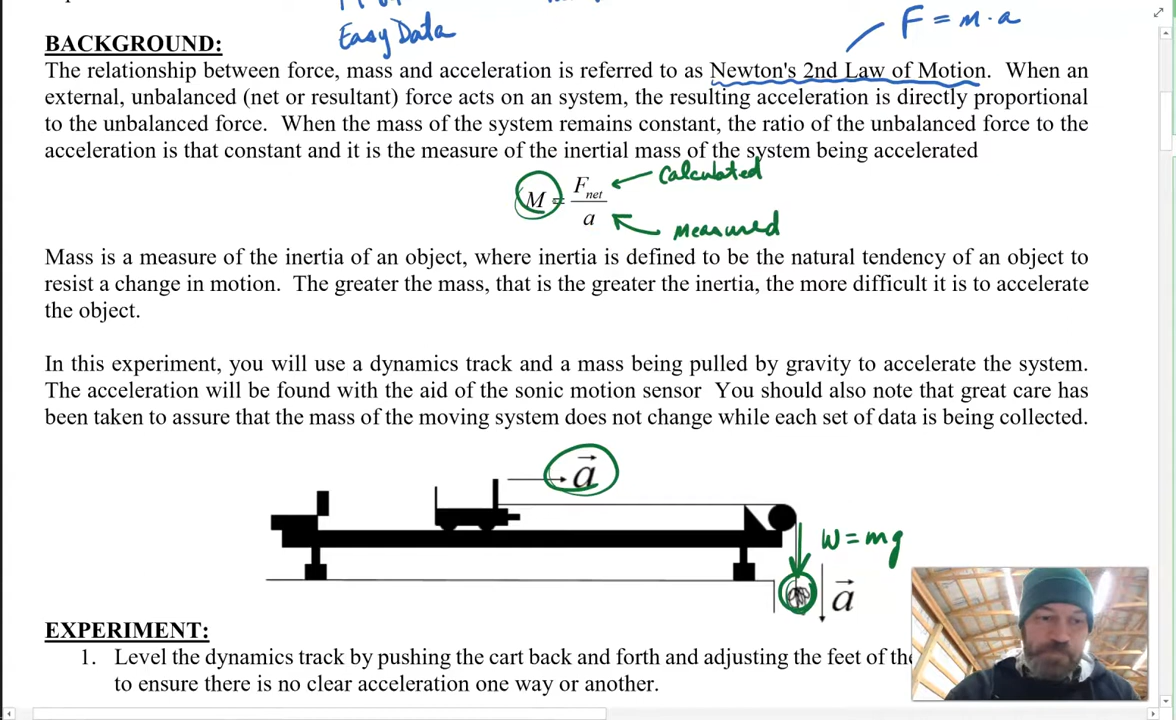 Easy Data
F = m · a
BACKGROUND:
The relationship between force, mass and acceleration is referred to as Newton's 2nd Law of Motion. When an
external, unbalanced (net or resultant) force acts on an system, the resulting acceleration is directly proportional
to the unbalanced force. When the mass of the system remains constant, the ratio of the unbalanced force to the
acceleration is that constant and it is the measure of the inertial mass of the system being accelerated
M = F_net / a
Calculated
Measured
Mass is a measure of the inertia of an object, where inertia is defined to be the natural tendency of an object to
resist a change in motion. The greater the mass, that is the greater the inertia, the more difficult it is to accelerate
the object.
In this experiment, you will use a dynamics track and a mass being pulled by gravity to accelerate the system.
The acceleration will be found with the aid of the sonic motion sensor You should also note that great care has
been taken to assure that the mass of the moving system does not change while each set of data is being collected.
a⃗
W = mg
a⃗
EXPERIMENT:
1. Level the dynamics track by pushing the cart back and forth and adjusting the feet of
to ensure there is no clear acceleration one way or another.